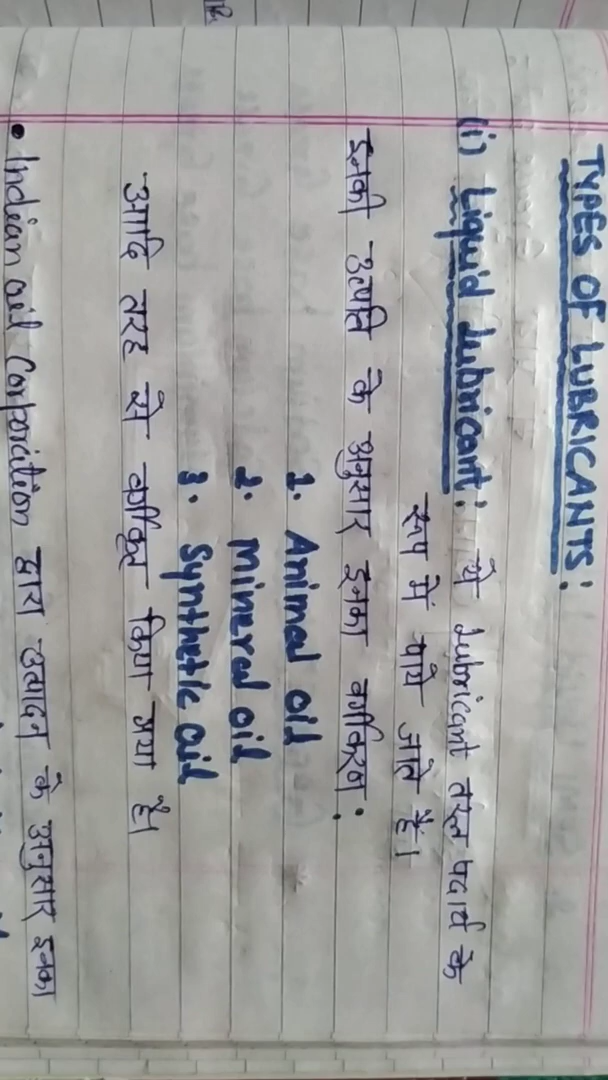 TYPES OF LUBRICANTS:
(i) Liquid Lubricant: ये Lubricant तरल पदार्थ के
रूप में पाये जाते हैं।
इनकी उत्पत्ति के अनुसार इनका वर्गीकरण:
1. Animal oil
2. Mineral oil
3. Synthetic oil
आदि तरह से वर्गीकृत किया गया है।
• Indian oil Corporation द्वारा उत्पादन के अनुसार इनका